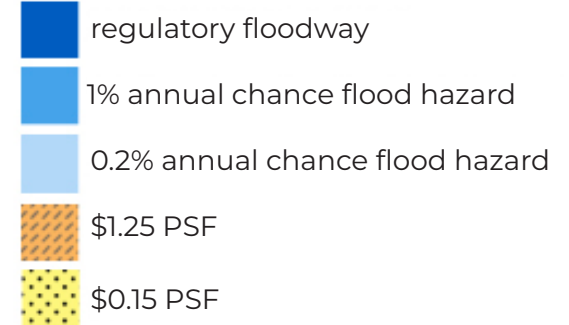 regulatory floodway
1% annual chance flood hazard
0.2% annual chance flood hazard
$1.25 PSF
$0.15 PSF